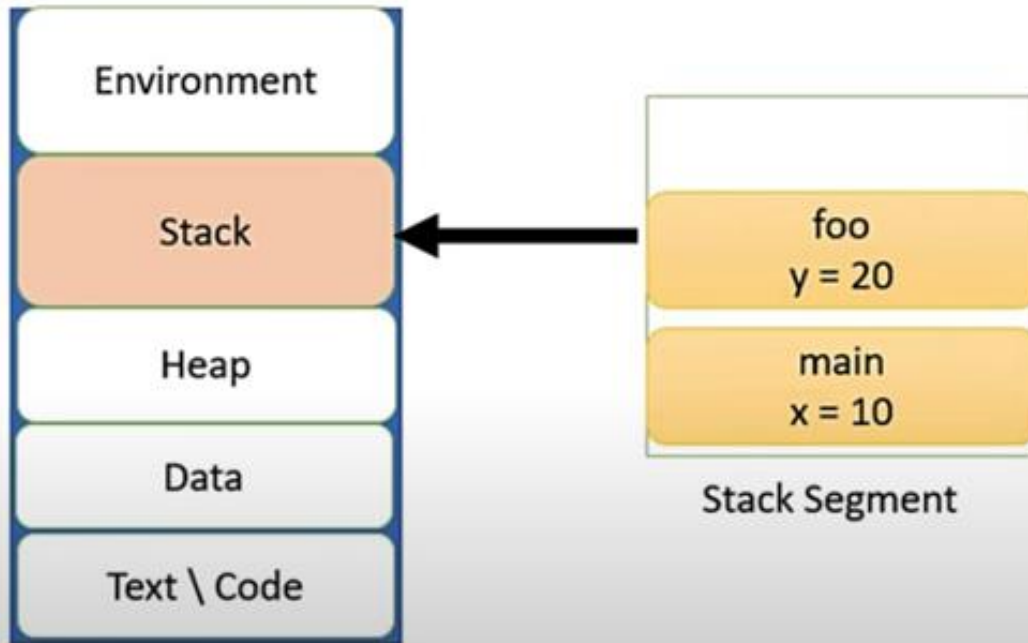 Environment
Stack
Heap
Data
Text \ Code
foo
y = 20
main
x = 10
Stack Segment